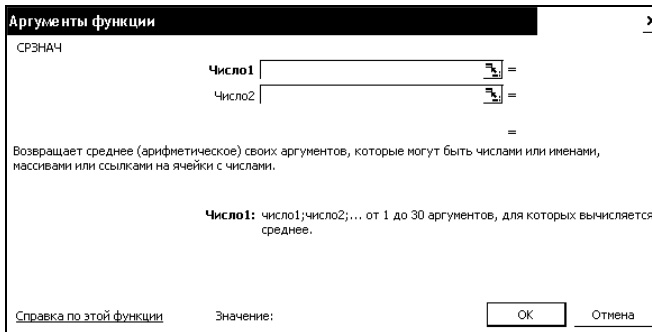 Аргументы функции
СРЗНАЧ
Число1 =
Число2 =
=
Возвращает среднее (арифметическое) своих аргументов, которые могут быть числами или именами,
массивами или ссылками на ячейки с числами.
Число1: число1;число2;... от 1 до 30 аргументов, для которых вычисляется
среднее.
Справка по этой функции Значение: ОК Отмена